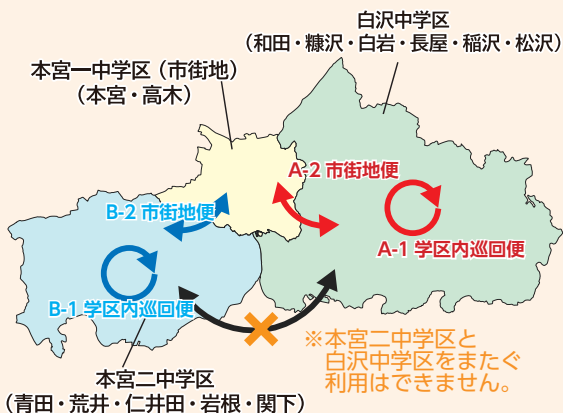 白沢中学区
（和田・糠沢・白岩・長屋・稲沢・松沢）
本宮一中学区（市街地）
（本宮・高木）
A-2 市街地便
B-2 市街地便
A-1 学区内巡回便
B-1 学区内巡回便
※本宮二中学区と
白沢中学区をまたぐ
利用はできません。
本宮二中学区
（青田・荒井・仁井田・岩根・関下）